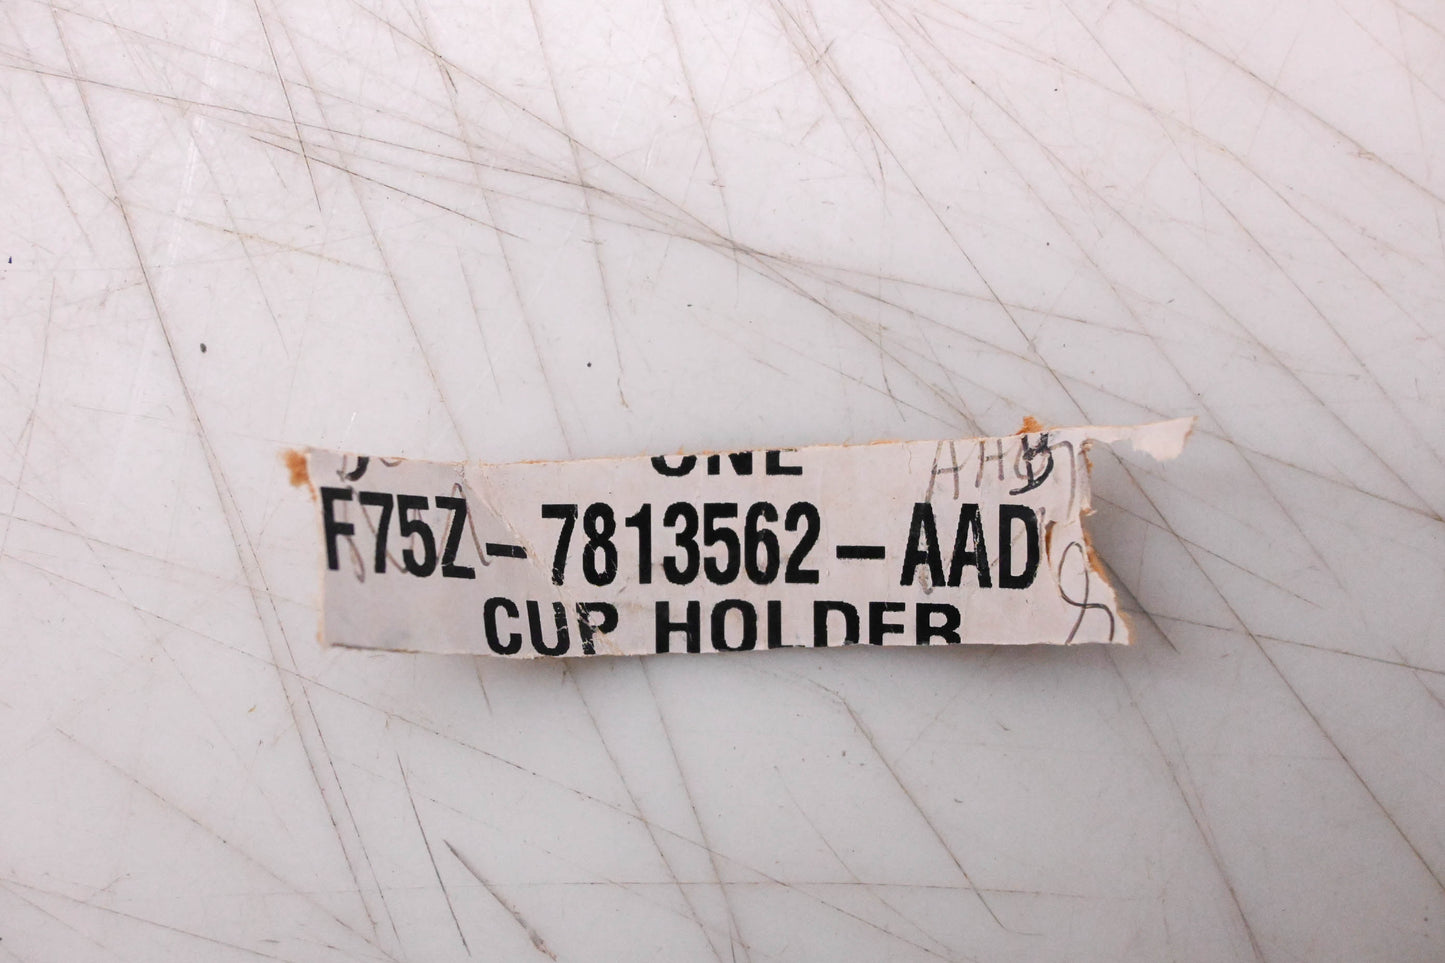 ONE
F75Z-7813562-AAD
CUP HOLDER